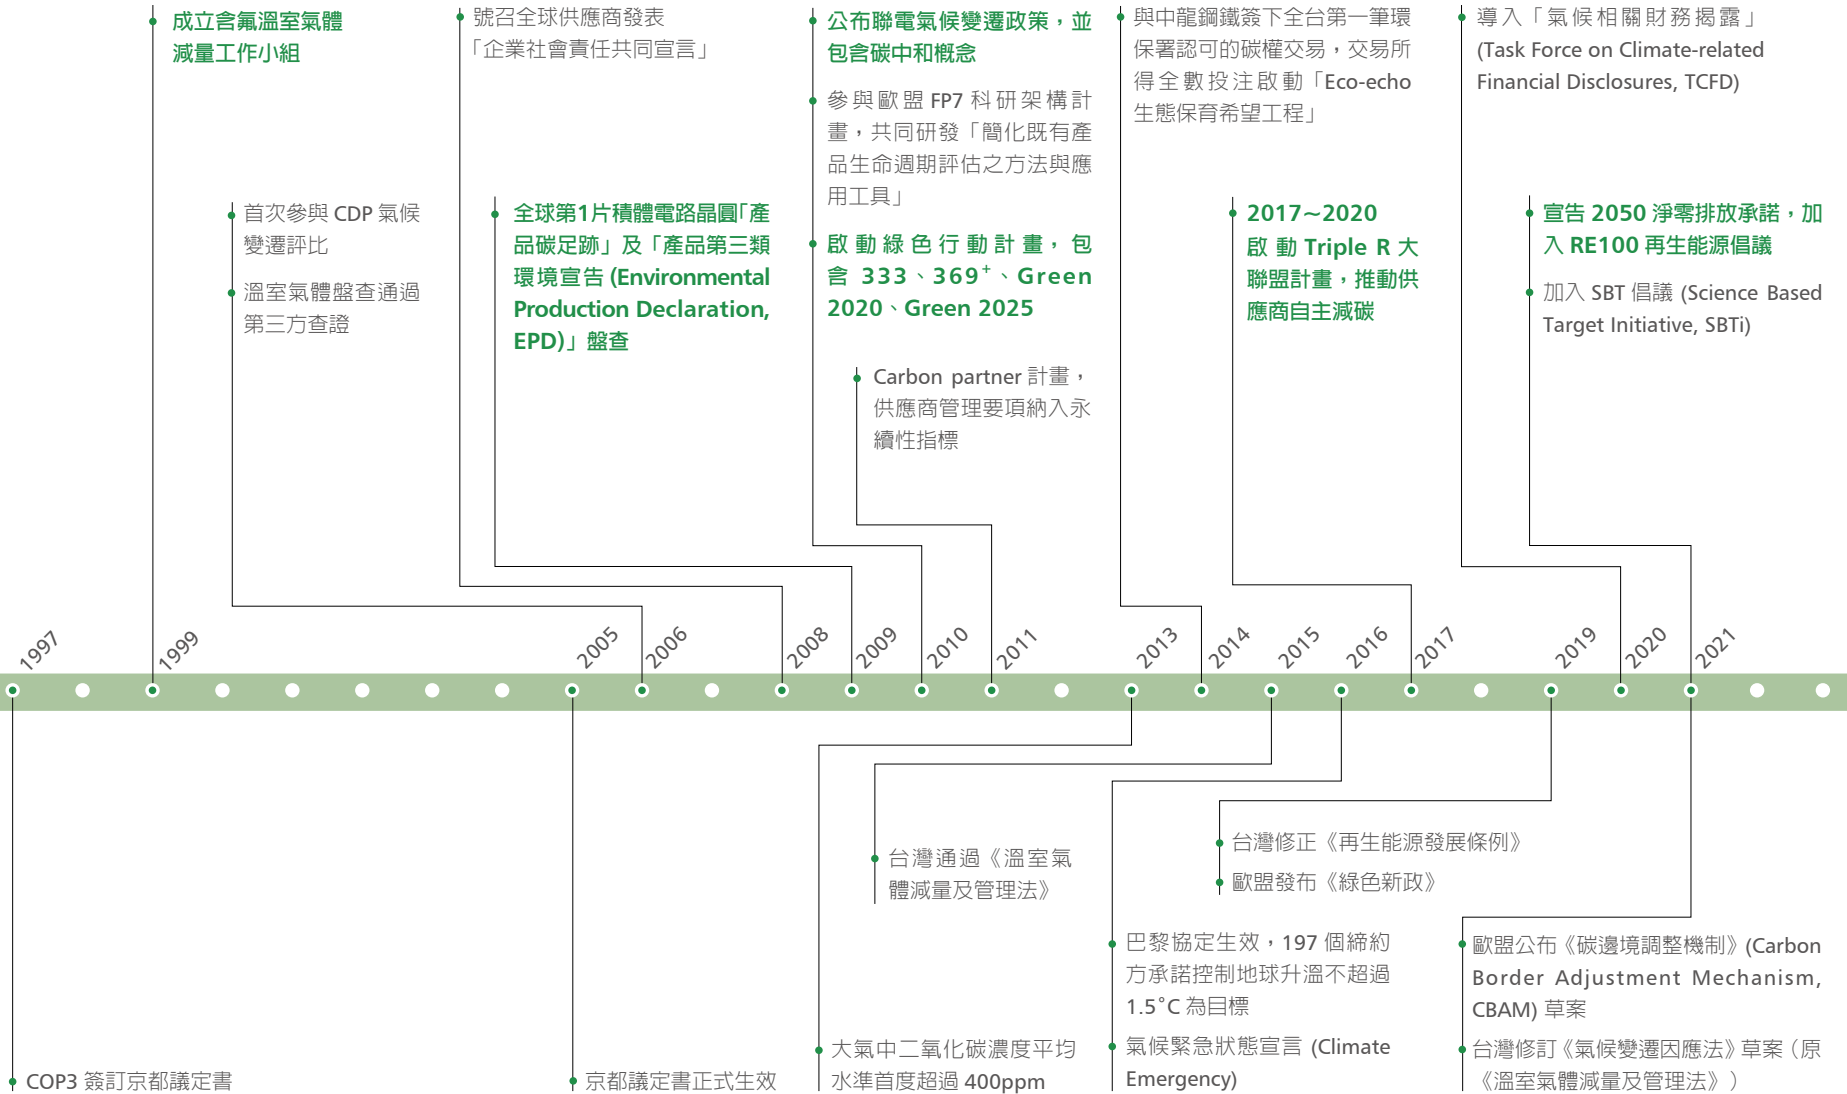 成立含氟溫室氣體
減量工作小組
首次參與 CDP 氣候
變遷評比
溫室氣體盤查通過
第三方查證
號召全球供應商發表
「企業社會責任共同宣言」
全球第1片積體電路晶圓「產
品碳足跡」及「產品第三類
環境宣告 (Environmental
Production Declaration,
EPD)」盤查
公布聯電氣候變遷政策，並
包含碳中和概念
參與歐盟 FP7 科研架構計
畫，共同研發「簡化既有產
品生命週期評估之方法與應
用工具」
啟動綠色行動計畫，包
含 333、369⁺、Green
2020、Green 2025
Carbon partner 計畫，
供應商管理要項納入永
續性指標
與中龍鋼鐵簽下全台第一筆環
保署認可的碳權交易，交易所
得全數投注啟動「Eco-echo
生態保育希望工程」
2017~2020
啟動 Triple R 大
聯盟計畫，推動供
應商自主減碳
導入「氣候相關財務揭露」
(Task Force on Climate-related
Financial Disclosures, TCFD)
宣告 2050 淨零排放承諾，加
入 RE100 再生能源倡議
加入 SBT 倡議 (Science Based
Target Initiative, SBTi)
1997
1999
2005
2006
2008
2009
2010
2011
2013
2014
2015
2016
2017
2019
2020
2021
COP3 簽訂京都議定書
京都議定書正式生效
大氣中二氧化碳濃度平均
水準首度超過 400ppm
台灣通過《溫室氣
體減量及管理法》
巴黎協定生效，197 個締約
方承諾控制地球升溫不超過
1.5°C 為目標
氣候緊急狀態宣言 (Climate
Emergency)
台灣修正《再生能源發展條例》
歐盟發布《綠色新政》
歐盟公布《碳邊境調整機制》(Carbon
Border Adjustment Mechanism,
CBAM) 草案
台灣修訂《氣候變遷因應法》草案（原
《溫室氣體減量及管理法》）